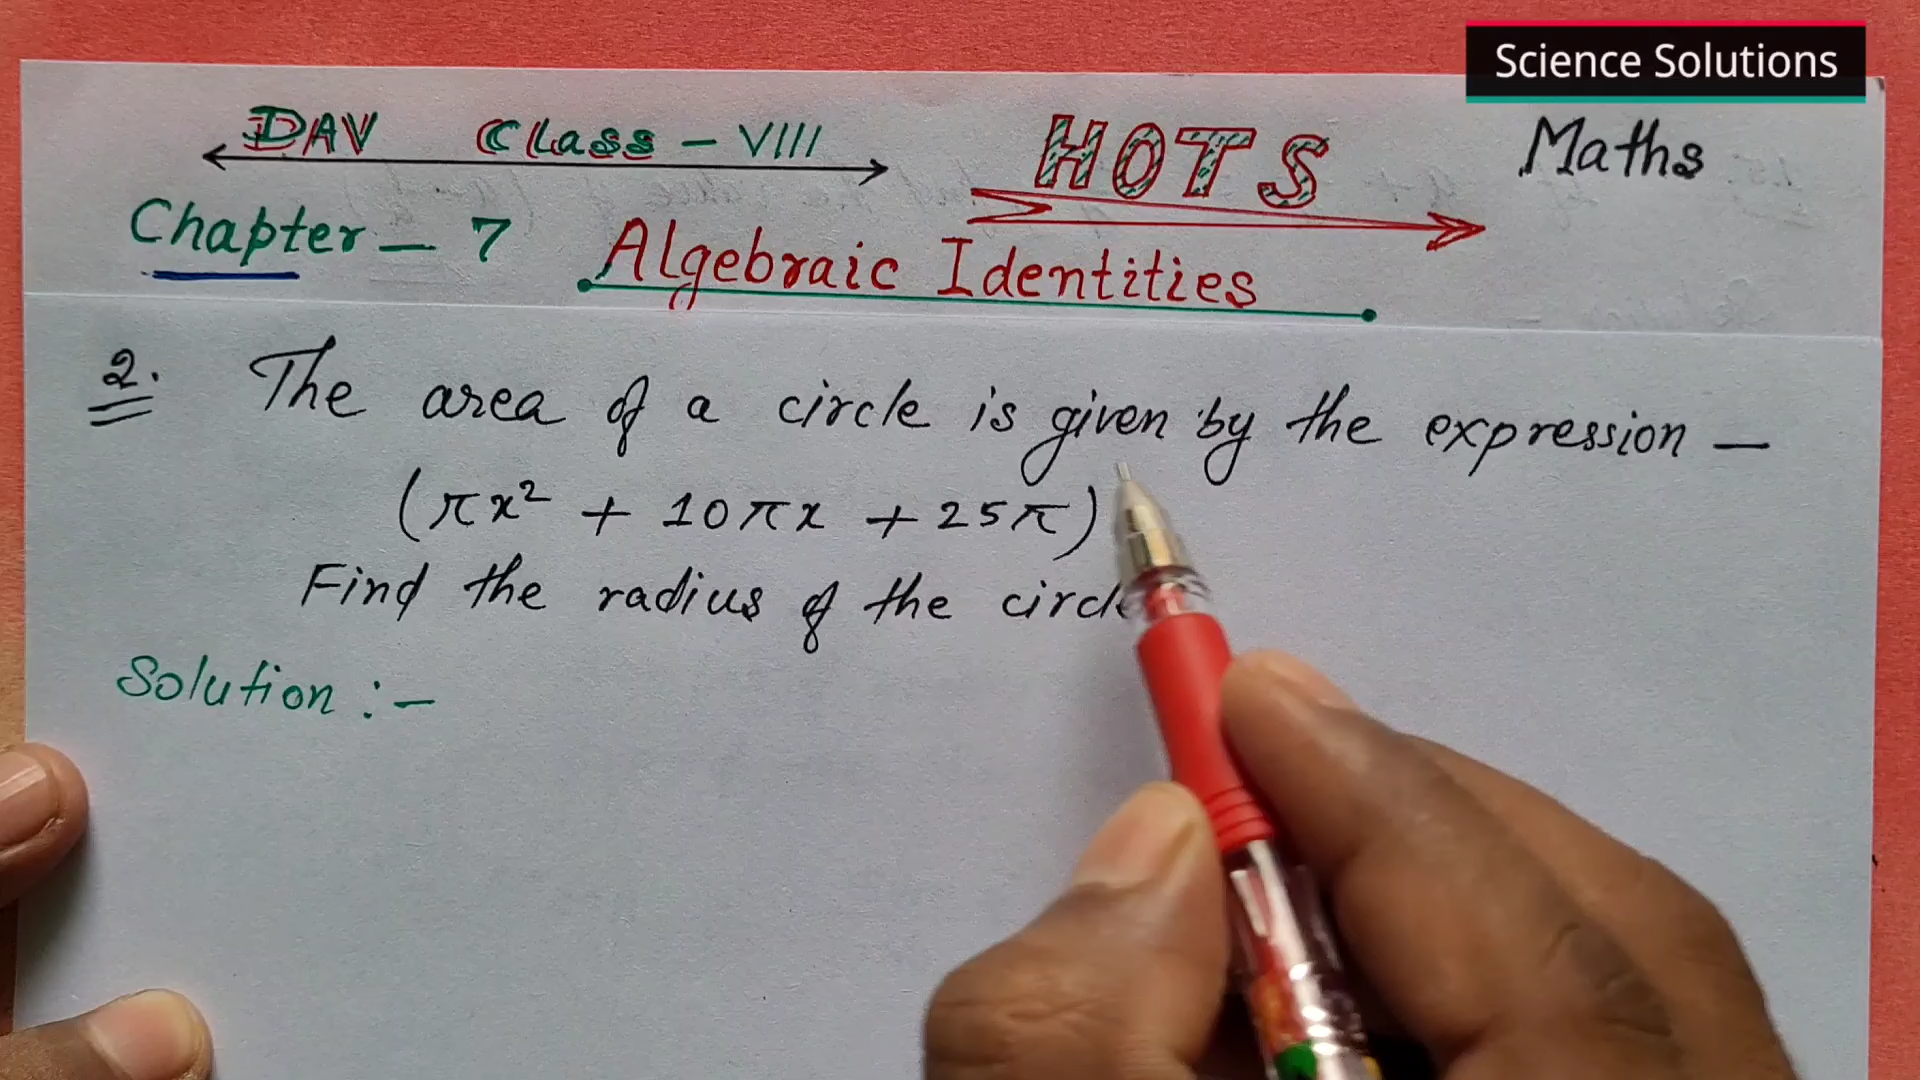 Science Solutions
DAV Class - VIII HOTS Maths
Chapter - 7 Algebraic Identities
2. The area of a circle is given by the expression —
(πx² + 10πx + 25π)
Find the radius of the circle
Solution :-